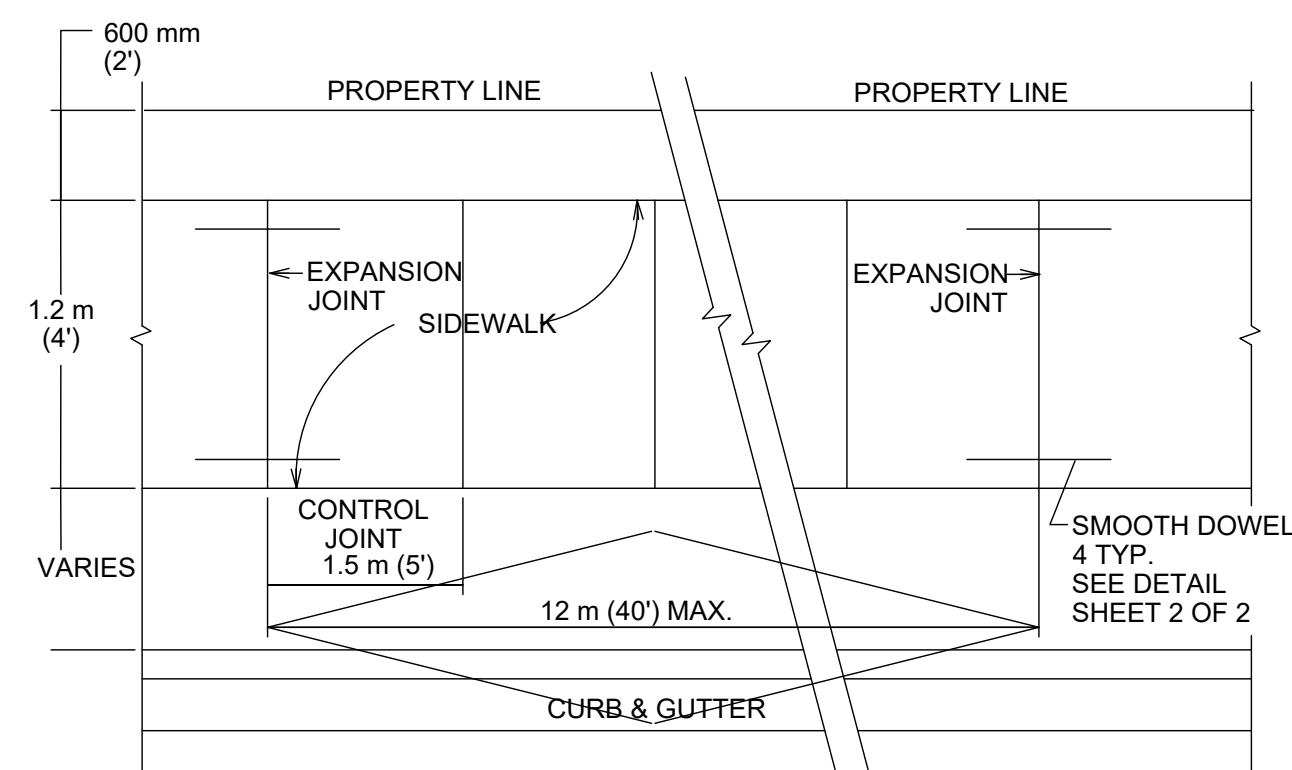 600 mm
(2')
PROPERTY LINE
PROPERTY LINE
EXPANSION
JOINT
EXPANSION
JOINT
1.2 m
(4')
SIDEWALK
CONTROL
JOINT
1.5 m (5')
SMOOTH DOWEL
4 TYP.
SEE DETAIL
SHEET 2 OF 2
VARIES
12 m (40') MAX.
CURB & GUTTER